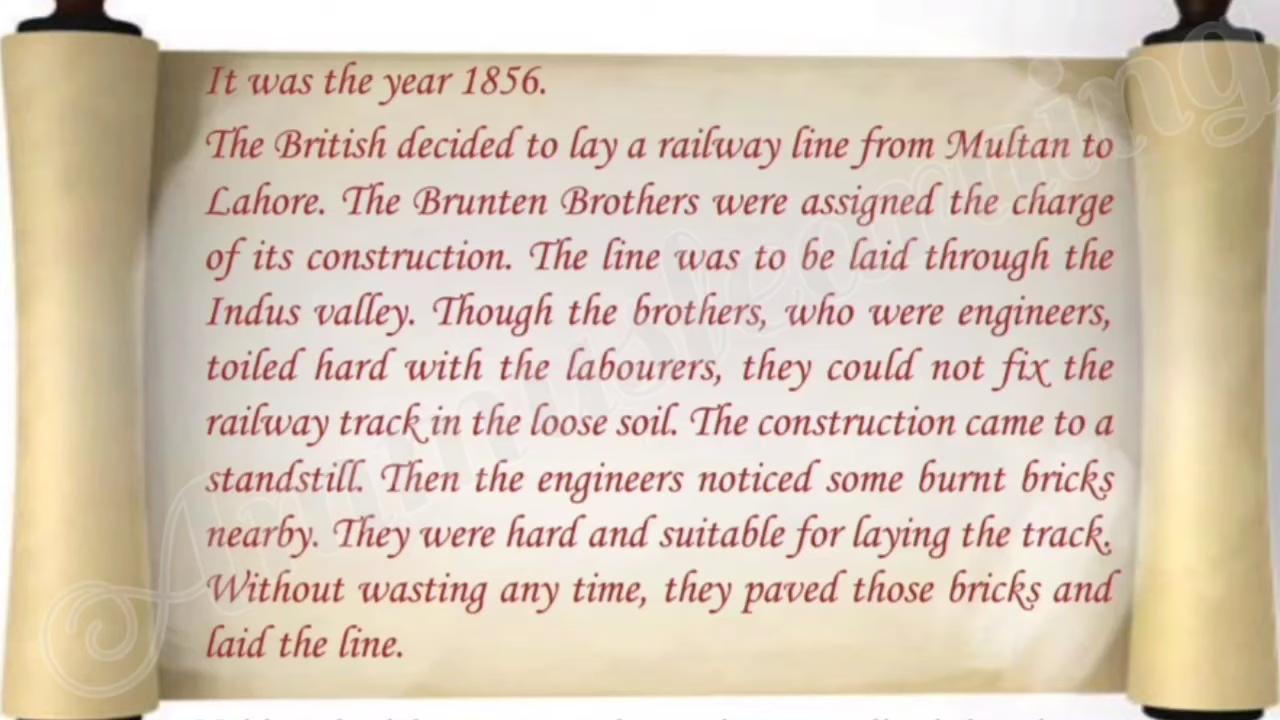 It was the year 1856.
The British decided to lay a railway line from Multan to
Lahore. The Brunten Brothers were assigned the charge
of its construction. The line was to be laid through the
Indus valley. Though the brothers, who were engineers,
toiled hard with the labourers, they could not fix the
railway track in the loose soil. The construction came to a
standstill. Then the engineers noticed some burnt bricks
nearby. They were hard and suitable for laying the track.
Without wasting any time, they paved those bricks and
laid the line.